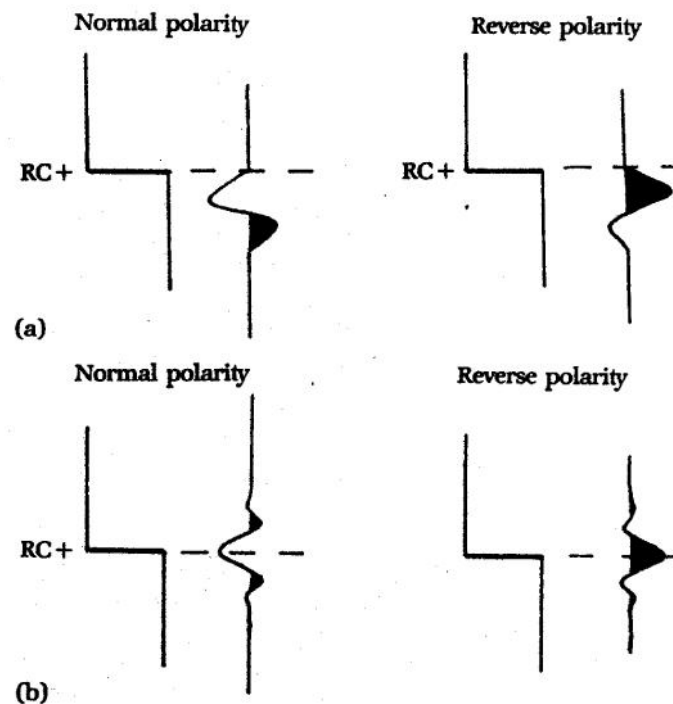 Normal polarity
Reverse polarity
RC+
RC+
(a)
Normal polarity
Reverse polarity
RC+
(b)